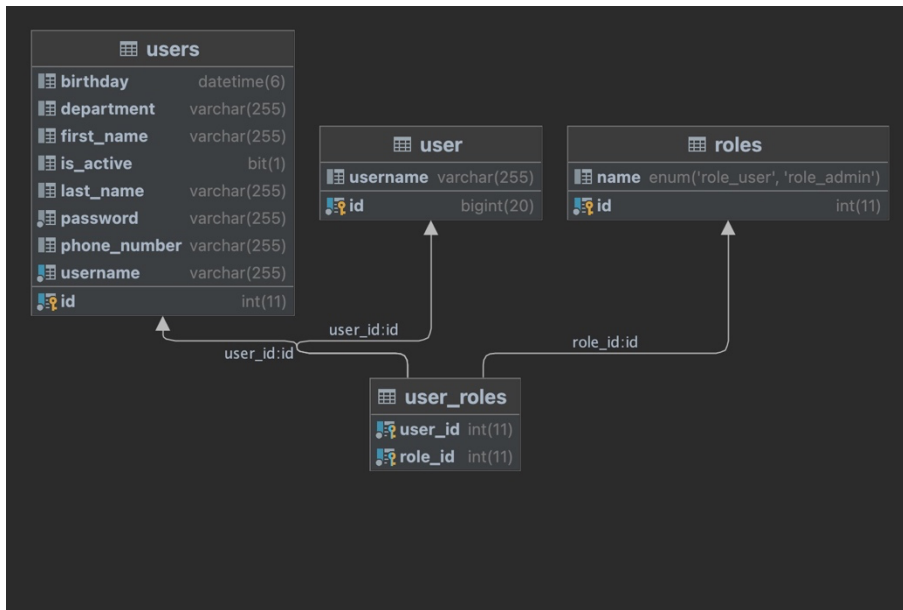 users
birthday datetime(6)
department varchar(255)
first_name varchar(255)
is_active bit(1)
last_name varchar(255)
password varchar(255)
phone_number varchar(255)
username varchar(255)
id int(11)
user
username varchar(255)
id bigint(20)
roles
name enum('role_user', 'role_admin')
id int(11)
user_id:id
user_id:id
role_id:id
user_roles
user_id int(11)
role_id int(11)